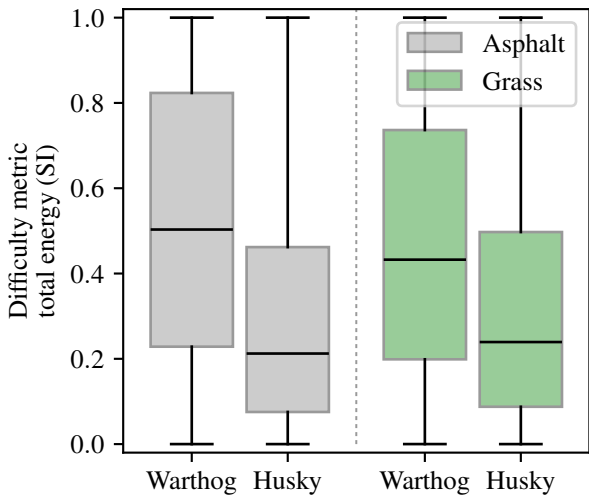 Difficulty metric
total energy (SI)
1.0
0.8
0.6
0.4
0.2
0.0
Asphalt
Grass
Warthog Husky Warthog Husky